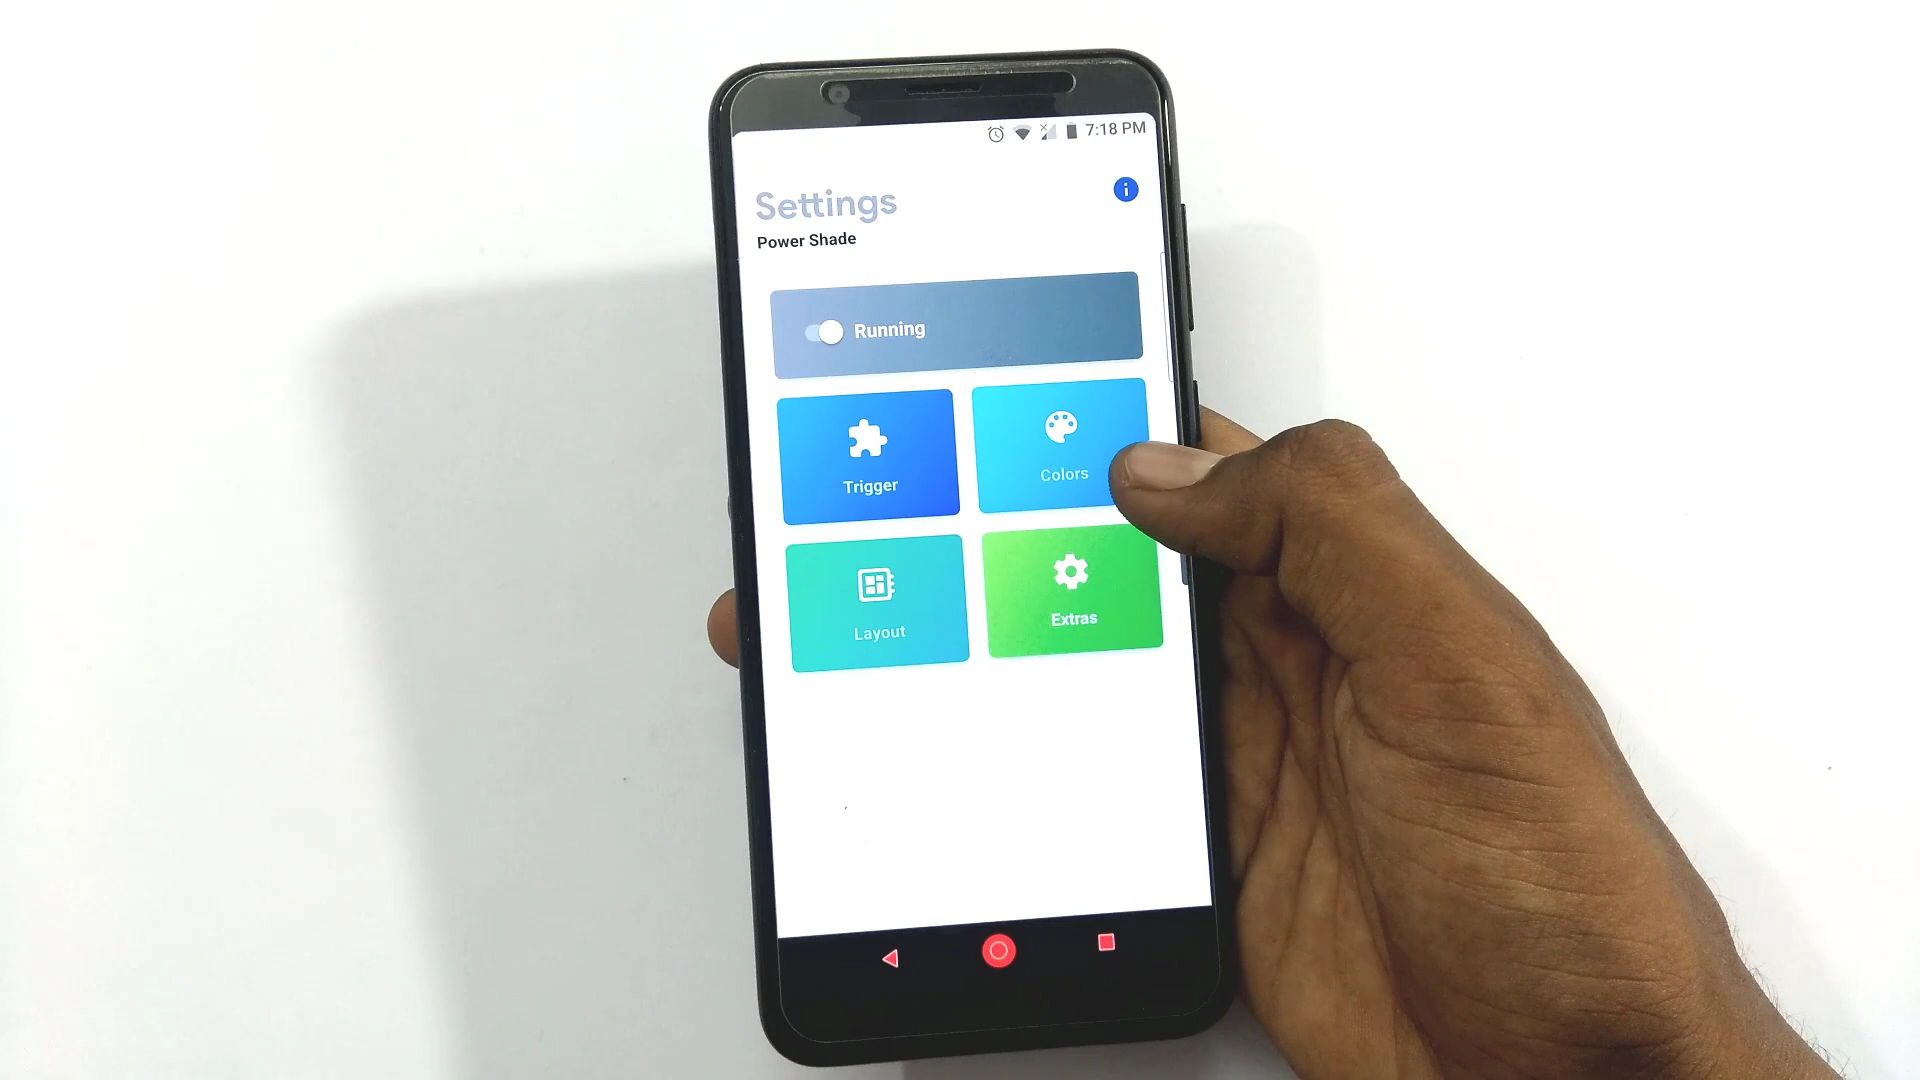 7:18 PM
Settings
Power Shade
Running
Trigger
Colors
Layout
Extras